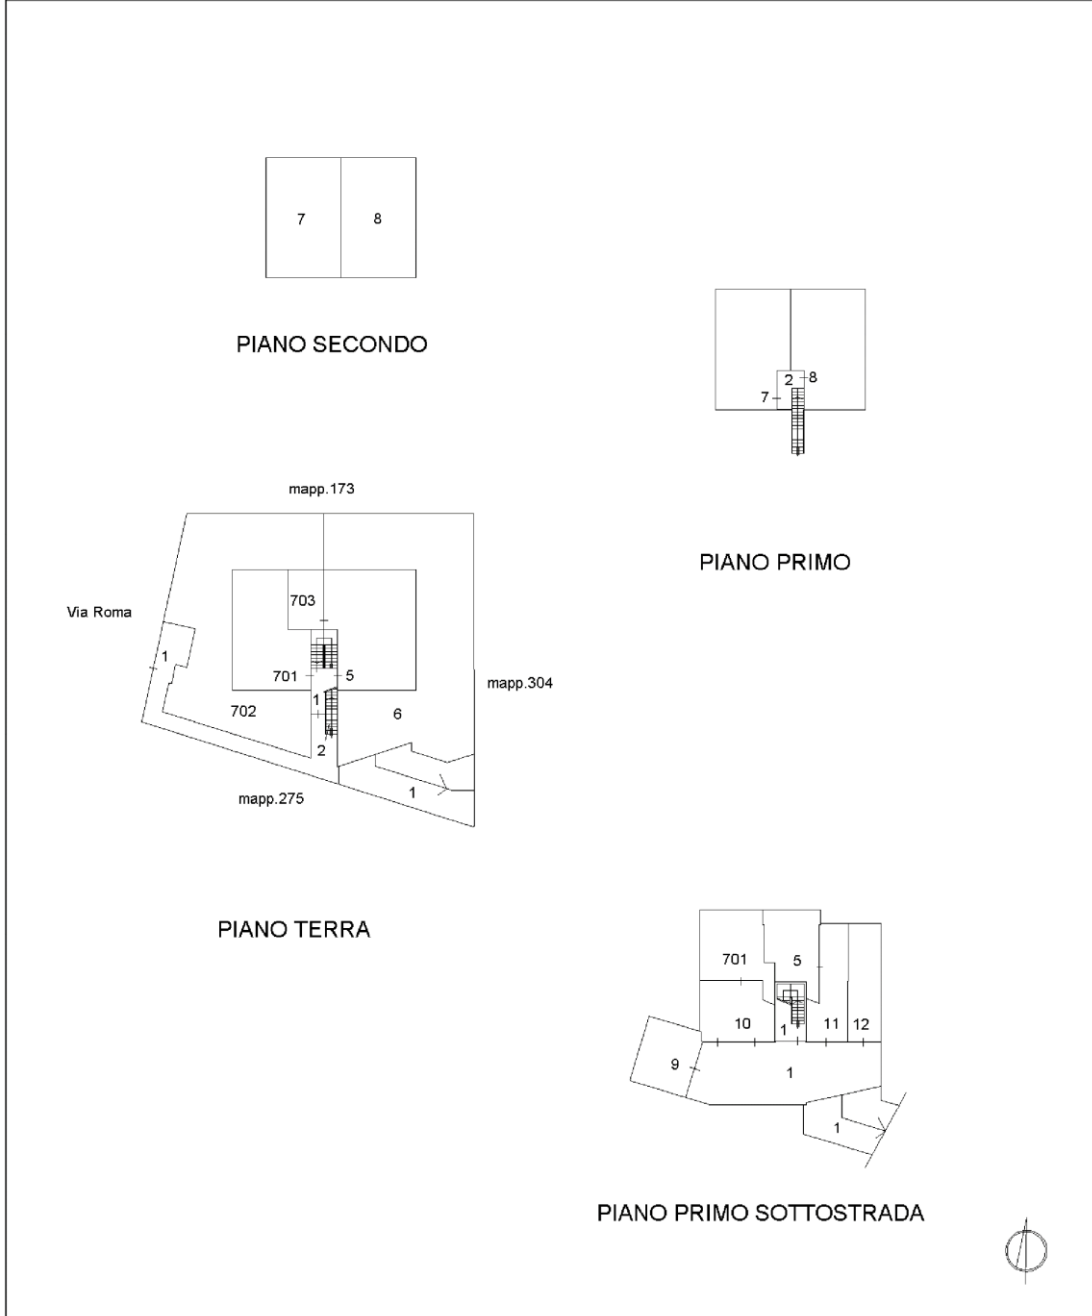 7 8
PIANO SECONDO
2 8
7
PIANO PRIMO
mapp.173
703
Via Roma
1
701 5
mapp.304
1
702 6
2
1
mapp.275
PIANO TERRA
701 5
10 1 11 12
9 1
1
PIANO PRIMO SOTTOSTRADA